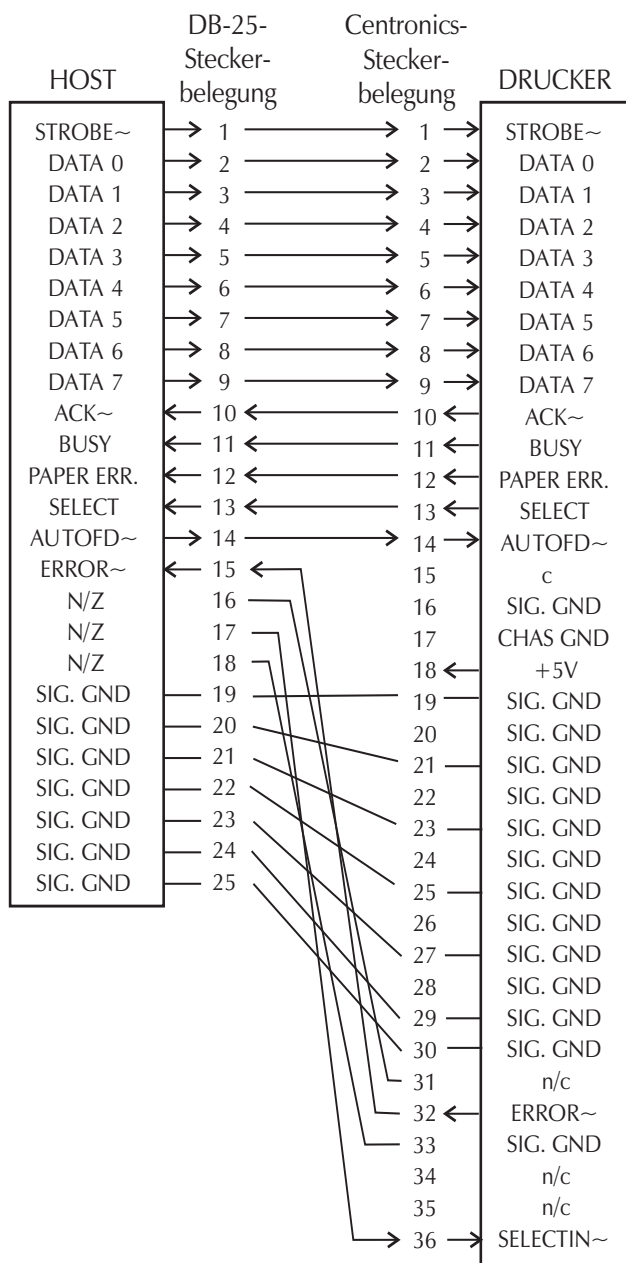 DB-25-
Stecker-
belegung
Centronics-
Stecker-
belegung
HOST
DRUCKER
STROBE~ 1 1 STROBE~
DATA 0 2 2 DATA 0
DATA 1 3 3 DATA 1
DATA 2 4 4 DATA 2
DATA 3 5 5 DATA 3
DATA 4 6 6 DATA 4
DATA 5 7 7 DATA 5
DATA 6 8 8 DATA 6
DATA 7 9 9 DATA 7
ACK~ 10 10 ACK~
BUSY 11 11 BUSY
PAPER ERR. 12 12 PAPER ERR.
SELECT 13 13 SELECT
AUTOFD~ 14 14 AUTOFD~
ERROR~ 15 15 c
N/Z 16 16 SIG. GND
N/Z 17 17 CHAS GND
N/Z 18 18 +5V
SIG. GND 19 19 SIG. GND
SIG. GND 20 20 SIG. GND
SIG. GND 21 21 SIG. GND
SIG. GND 22 22 SIG. GND
SIG. GND 23 23 SIG. GND
SIG. GND 24 24 SIG. GND
SIG. GND 25 25 SIG. GND
26 SIG. GND
27 SIG. GND
28 SIG. GND
29 SIG. GND
30 SIG. GND
31 n/c
32 ERROR~
33 SIG. GND
34 n/c
35 n/c
36 SELECTIN~